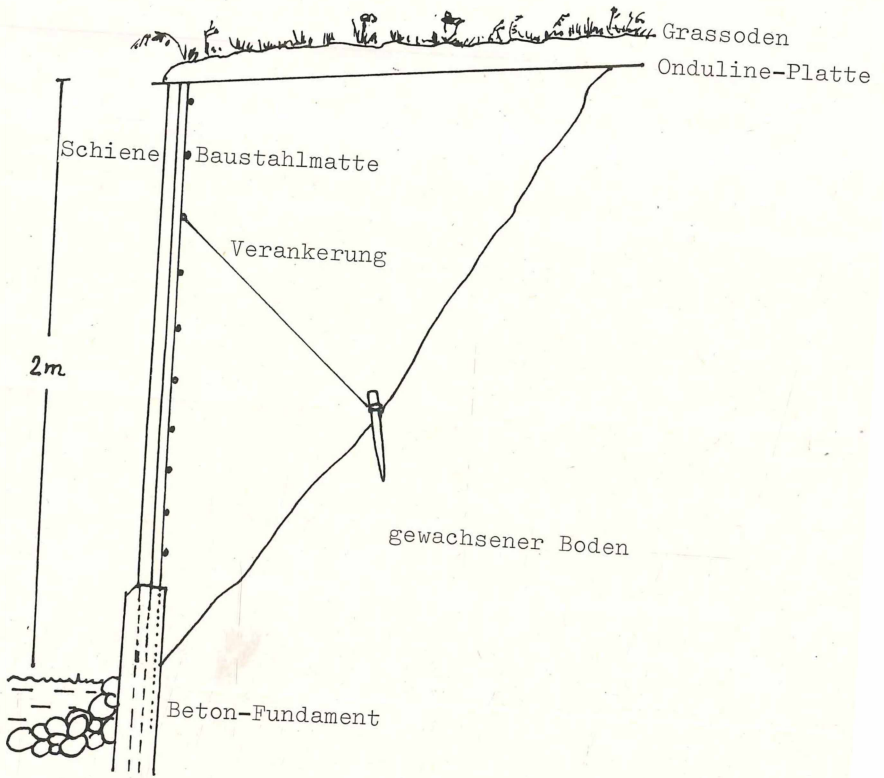 Grassoden
Onduline-Platte
Schiene
Baustahlmatte
Verankerung
2m
gewachsener Boden
Beton-Fundament